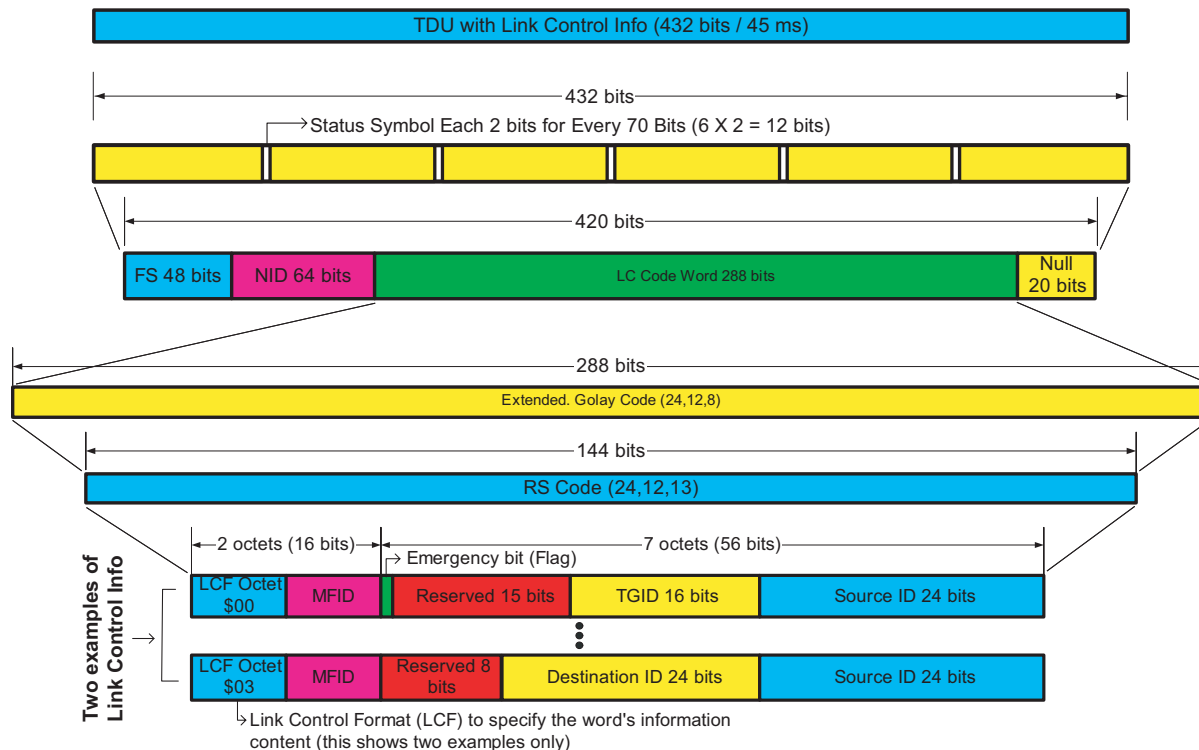 TDU with Link Control Info (432 bits / 45 ms)
432 bits
Status Symbol Each 2 bits for Every 70 Bits (6 X 2 = 12 bits)
420 bits
FS 48 bits
NID 64 bits
LC Code Word 288 bits
Null
20 bits
288 bits
Extended. Golay Code (24,12,8)
144 bits
RS Code (24,12,13)
2 octets (16 bits)
7 octets (56 bits)
Emergency bit (Flag)
Two examples of
Link Control Info
LCF Octet
$00
MFID
Reserved 15 bits
TGID 16 bits
Source ID 24 bits
LCF Octet
$03
MFID
Reserved 8
bits
Destination ID 24 bits
Source ID 24 bits
Link Control Format (LCF) to specify the word's information
content (this shows two examples only)